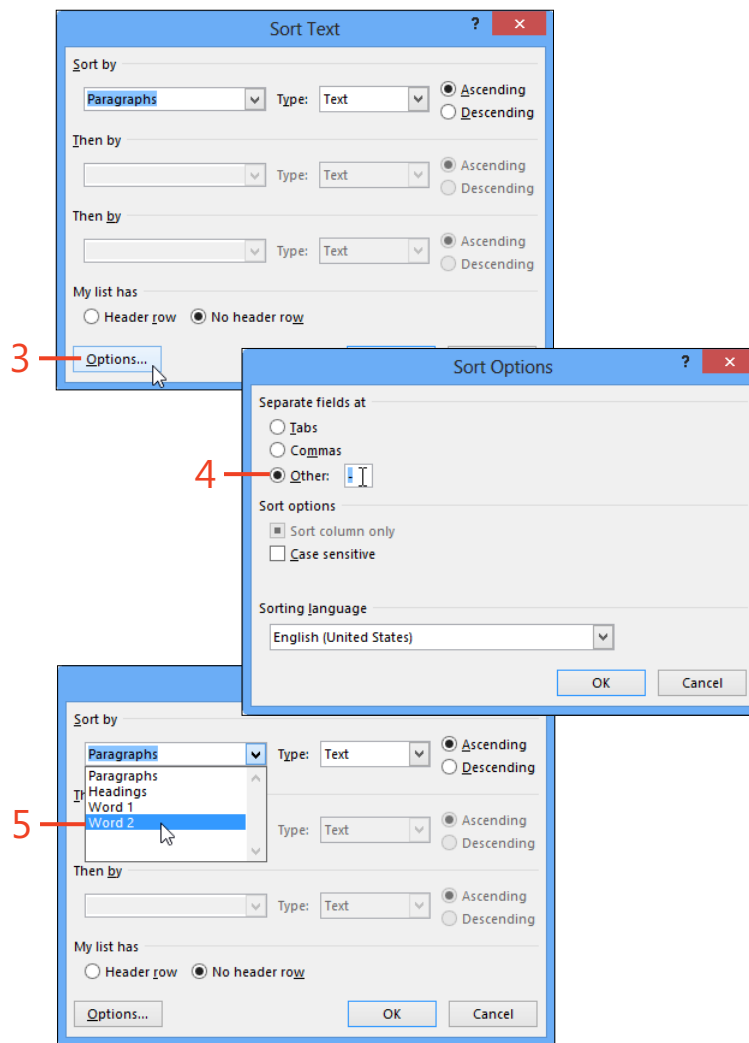 Sort Text ? ×
Sort by
Paragraphs Type: Text Ascending
Descending
Then by
Type: Text Ascending
Descending
Then by
Type: Text Ascending
Descending
My list has
Header row No header row
3 Options...
Sort Options ? ×
Separate fields at
Tabs
Commas
4 Other: -
Sort options
Sort column only
Case sensitive
Sorting language
English (United States)
OK Cancel
Sort by
Paragraphs Type: Text Ascending
Descending
Paragraphs
Headings
Word 1
5 Word 2
Type: Text Ascending
Descending
Then by
Type: Text Ascending
Descending
My list has
Header row No header row
Options... OK Cancel